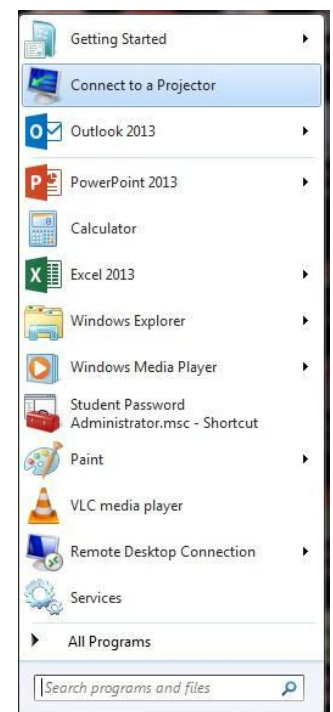 Getting Started
Connect to a Projector
Outlook 2013
PowerPoint 2013
Calculator
Excel 2013
Windows Explorer
Windows Media Player
Student Password
Administrator.msc - Shortcut
Paint
VLC media player
Remote Desktop Connection
Services
All Programs
Search programs and files